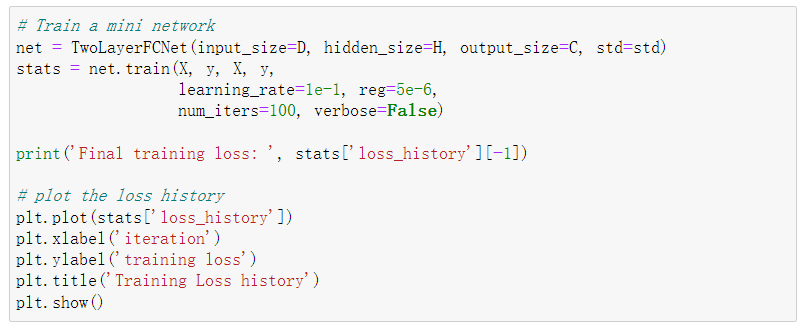 # Train a mini network
net = TwoLayerFCNet(input_size=D, hidden_size=H, output_size=C, std=std)
stats = net.train(X, y, X, y,
                  learning_rate=1e-1, reg=5e-6,
                  num_iters=100, verbose=False)

print('Final training loss: ', stats['loss_history'][-1])

# plot the loss history
plt.plot(stats['loss_history'])
plt.xlabel('iteration')
plt.ylabel('training loss')
plt.title('Training Loss history')
plt.show()